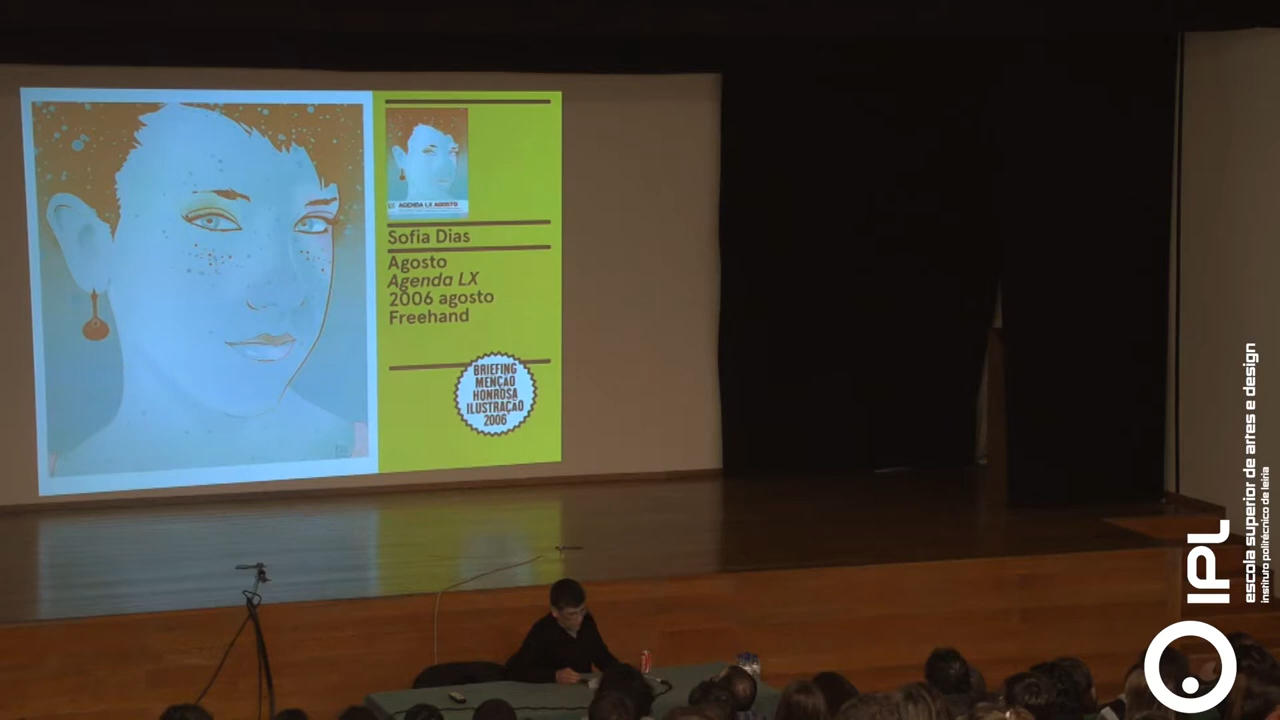 AGENDA LX AGOSTO
Sofia Dias
Agosto
Agenda LX
2006 agosto
Freehand
BRIEFING
MENÇÃO
HONROSA
ILUSTRAÇÃO
2006
IPL
escola superior de artes e design
instituto politécnico de leiria